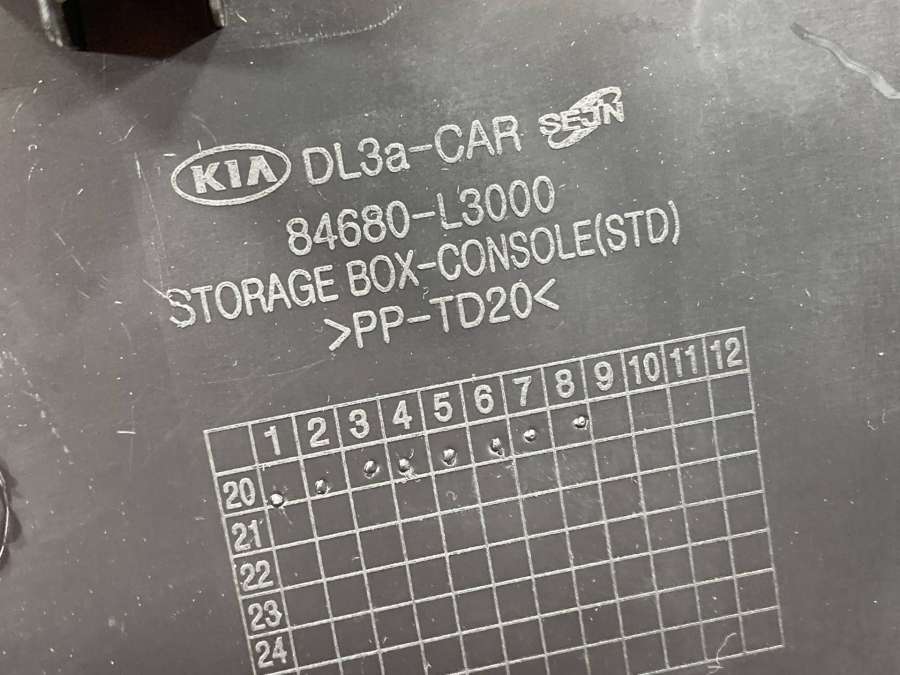 KIA DL3a-CAR SEJN
84680-L3000
STORAGE BOX-CONSOLE(STD)
>PP-TD20<
1 2 3 4 5 6 7 8 9 10 11 12
20
21
22
23
24